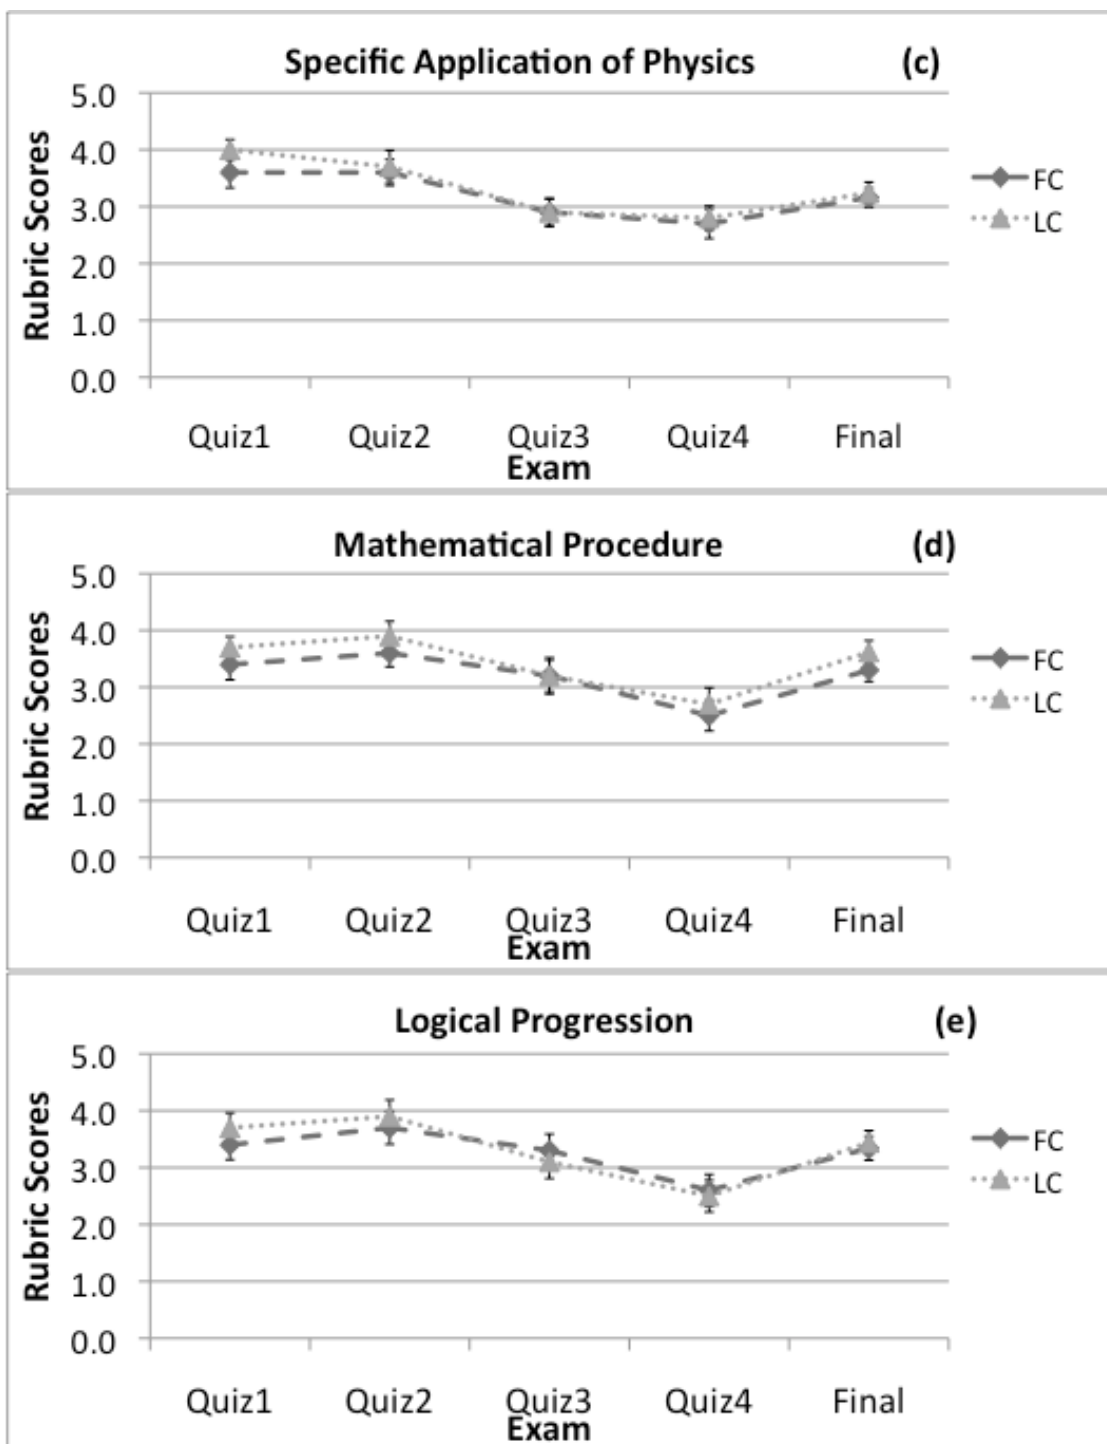 Specific Application of Physics (c)
Rubric Scores
5.0
4.0
3.0
2.0
1.0
0.0
Quiz1 Quiz2 Quiz3 Quiz4 Final
Exam
FC
LC
Mathematical Procedure (d)
Rubric Scores
5.0
4.0
3.0
2.0
1.0
0.0
Quiz1 Quiz2 Quiz3 Quiz4 Final
Exam
FC
LC
Logical Progression (e)
Rubric Scores
5.0
4.0
3.0
2.0
1.0
0.0
Quiz1 Quiz2 Quiz3 Quiz4 Final
Exam
FC
LC